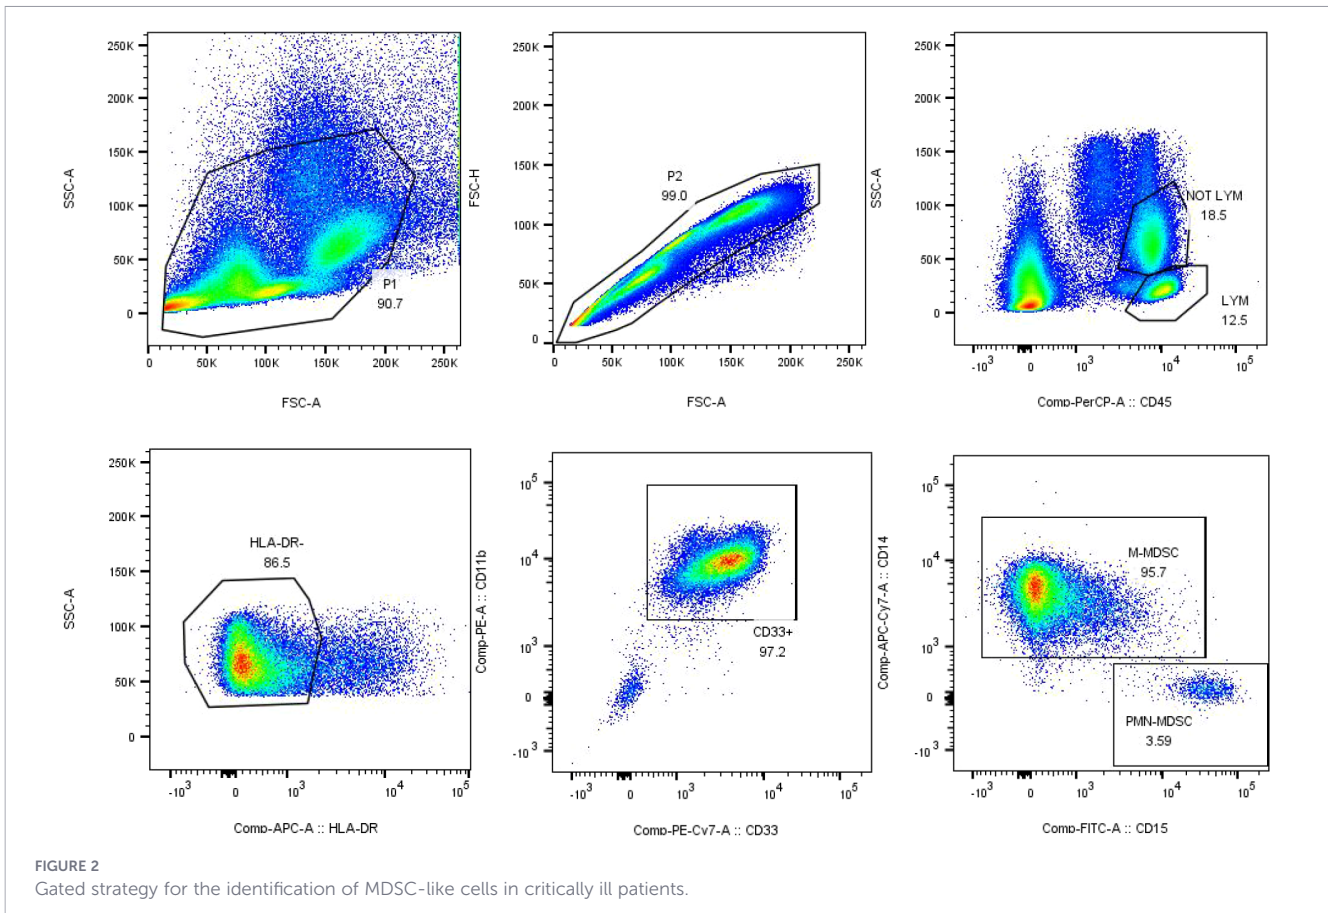 250K
200K
150K
100K
50K
0
SSC-A
P1
90.7
0
50K
100K
150K
200K
250K
FSC-A
250K
200K
150K
100K
50K
0
FSC-H
P2
99.0
0
50K
100K
150K
200K
250K
FSC-A
250K
200K
150K
100K
50K
0
SSC-A
NOT LYM
18.5
LYM
12.5
-10^3
0
10^3
10^4
10^5
Comp-PerCP-A :: CD45
250K
200K
150K
100K
50K
0
SSC-A
HLA-DR-
86.5
-10^3
0
10^3
10^4
10^5
Comp-APC-A :: HLA-DR
10^5
10^4
10^3
0
-10^3
Comp-PE-A :: CD11b
CD33+
97.2
-10^3
0
10^3
10^4
10^5
Comp-PE-Cy7-A :: CD33
10^5
10^4
10^3
0
-10^3
Comp-APC-Cy7-A :: CD14
M-MDSC
95.7
PMN-MDSC
3.59
-10^3
0
10^3
10^4
10^5
Comp-FITC-A :: CD15
FIGURE 2
Gated strategy for the identification of MDSC-like cells in critically ill patients.